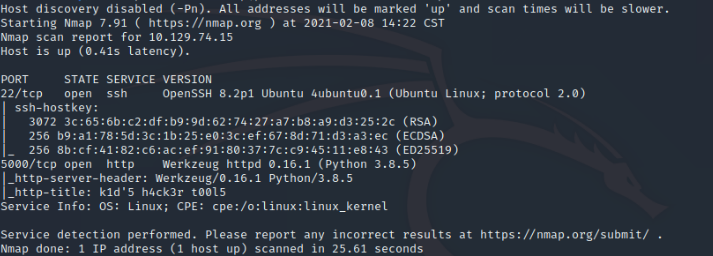 Host discovery disabled (-Pn). All addresses will be marked 'up' and scan times will be slower.
Starting Nmap 7.91 ( https://nmap.org ) at 2021-02-08 14:22 CST
Nmap scan report for 10.129.74.15
Host is up (0.41s latency).

PORT     STATE SERVICE VERSION
22/tcp   open  ssh     OpenSSH 8.2p1 Ubuntu 4ubuntu0.1 (Ubuntu Linux; protocol 2.0)
| ssh-hostkey:
|   3072 3c:65:6b:c2:df:b9:9d:62:74:27:a7:b8:a9:d3:25:2c (RSA)
|   256 b9:a1:78:5d:3c:1b:25:e0:3c:ef:67:8d:71:d3:a3:ec (ECDSA)
|_  256 8b:cf:41:82:c6:ac:ef:91:80:37:7c:c9:45:11:e8:43 (ED25519)
5000/tcp open  http    Werkzeug httpd 0.16.1 (Python 3.8.5)
|_http-server-header: Werkzeug/0.16.1 Python/3.8.5
|_http-title: k1d'5 h4ck3r t00l5
Service Info: OS: Linux; CPE: cpe:/o:linux:linux_kernel

Service detection performed. Please report any incorrect results at https://nmap.org/submit/ .
Nmap done: 1 IP address (1 host up) scanned in 25.61 seconds